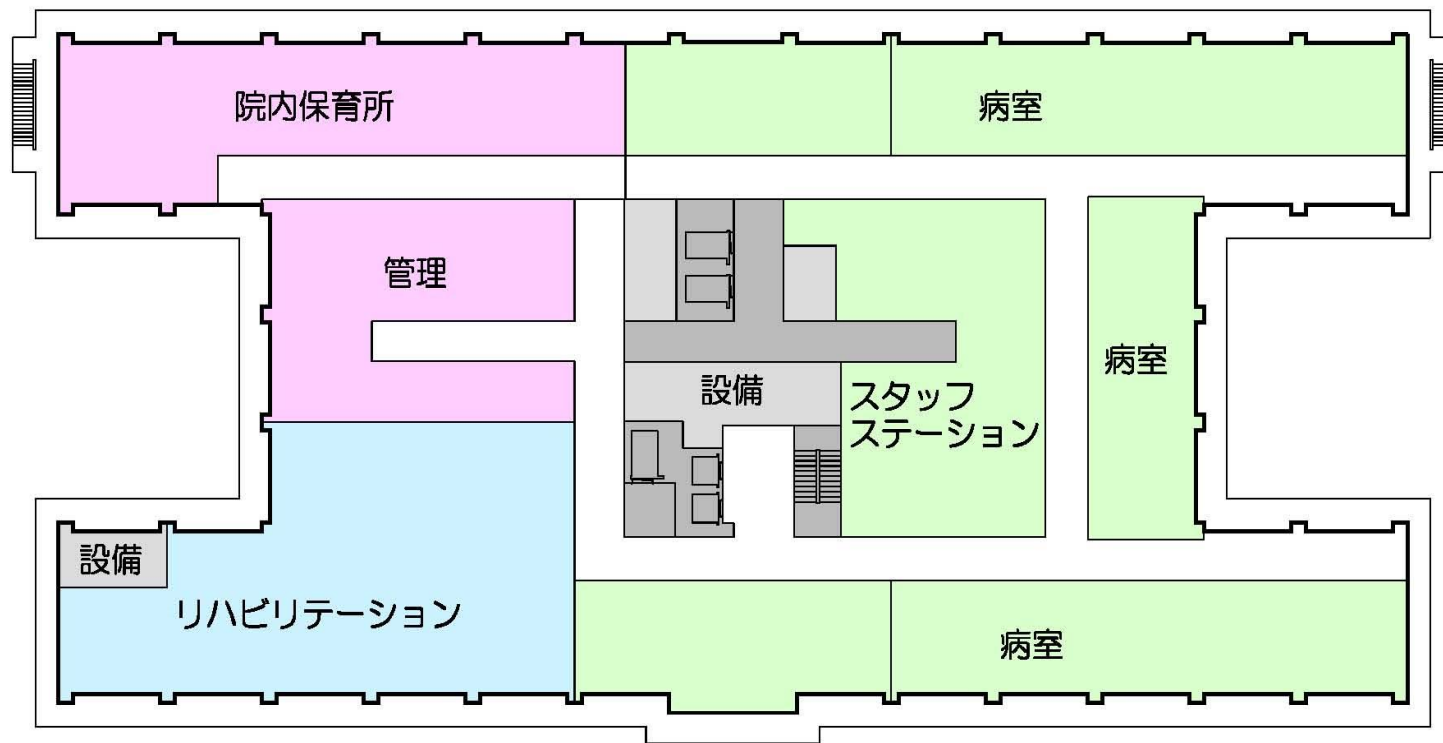 院内保育所
病室
管理
設備
病室
スタッフ
ステーション
設備
リハビリテーション
病室